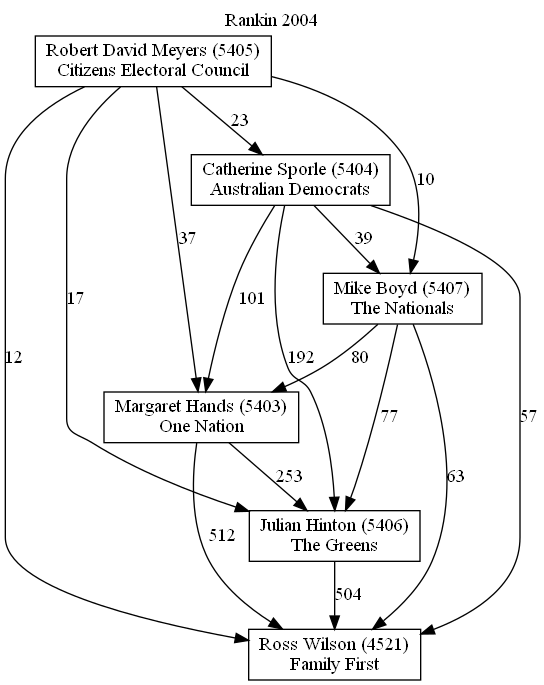 Rankin 2004
Robert David Meyers (5405)
Citizens Electoral Council
23
Catherine Sporle (5404)
Australian Democrats
10
37
39
Mike Boyd (5407)
The Nationals
17
101
12
192
80
57
Margaret Hands (5403)
One Nation
77
253
63
512
Julian Hinton (5406)
The Greens
504
Ross Wilson (4521)
Family First